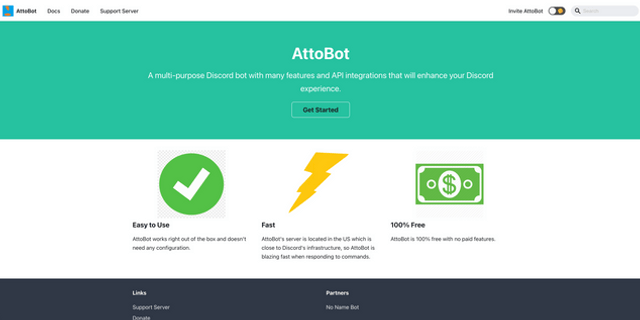 AttoBot Docs Donate Support Server Invite AttoBot Search
AttoBot
A multi-purpose Discord bot with many features and API integrations that will enhance your Discord
experience.
Get Started
Easy to Use
AttoBot works right out of the box and doesn't
need any configuration.
Fast
AttoBot's server is located in the US which is
close to Discord's infrastructure, so AttoBot is
blazing fast when responding to commands.
100% Free
AttoBot is 100% free with no paid features.
Links
Support Server
Donate
Partners
No Name Bot